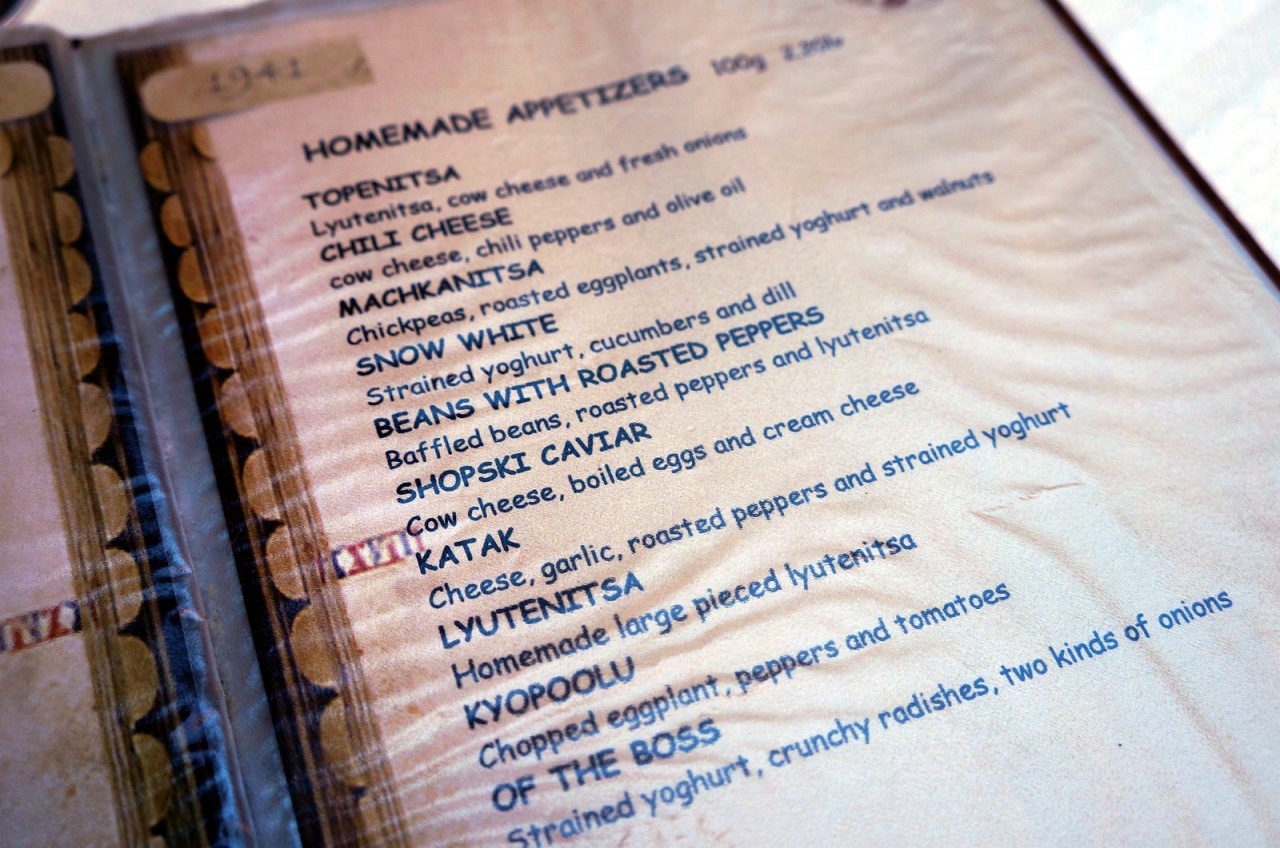 1941
HOMEMADE APPETIZERS 100g
TOPENITSA
Lyutenitsa, cow cheese and fresh onions
CHILI CHEESE
cow cheese, chili peppers and olive oil
MACHKANITSA
Chickpeas, roasted eggplants, strained yoghurt and walnuts
SNOW WHITE
Strained yoghurt, cucumbers and dill
BEANS WITH ROASTED PEPPERS
Baffled beans, roasted peppers and lyutenitsa
SHOPSKI CAVIAR
Cow cheese, boiled eggs and cream cheese
KATAK
Cheese, garlic, roasted peppers and strained yoghurt
LYUTENITSA
Homemade large pieced lyutenitsa
KYOPOOLU
Chopped eggplant, peppers and tomatoes
OF THE BOSS
Strained yoghurt, crunchy radishes, two kinds of onions